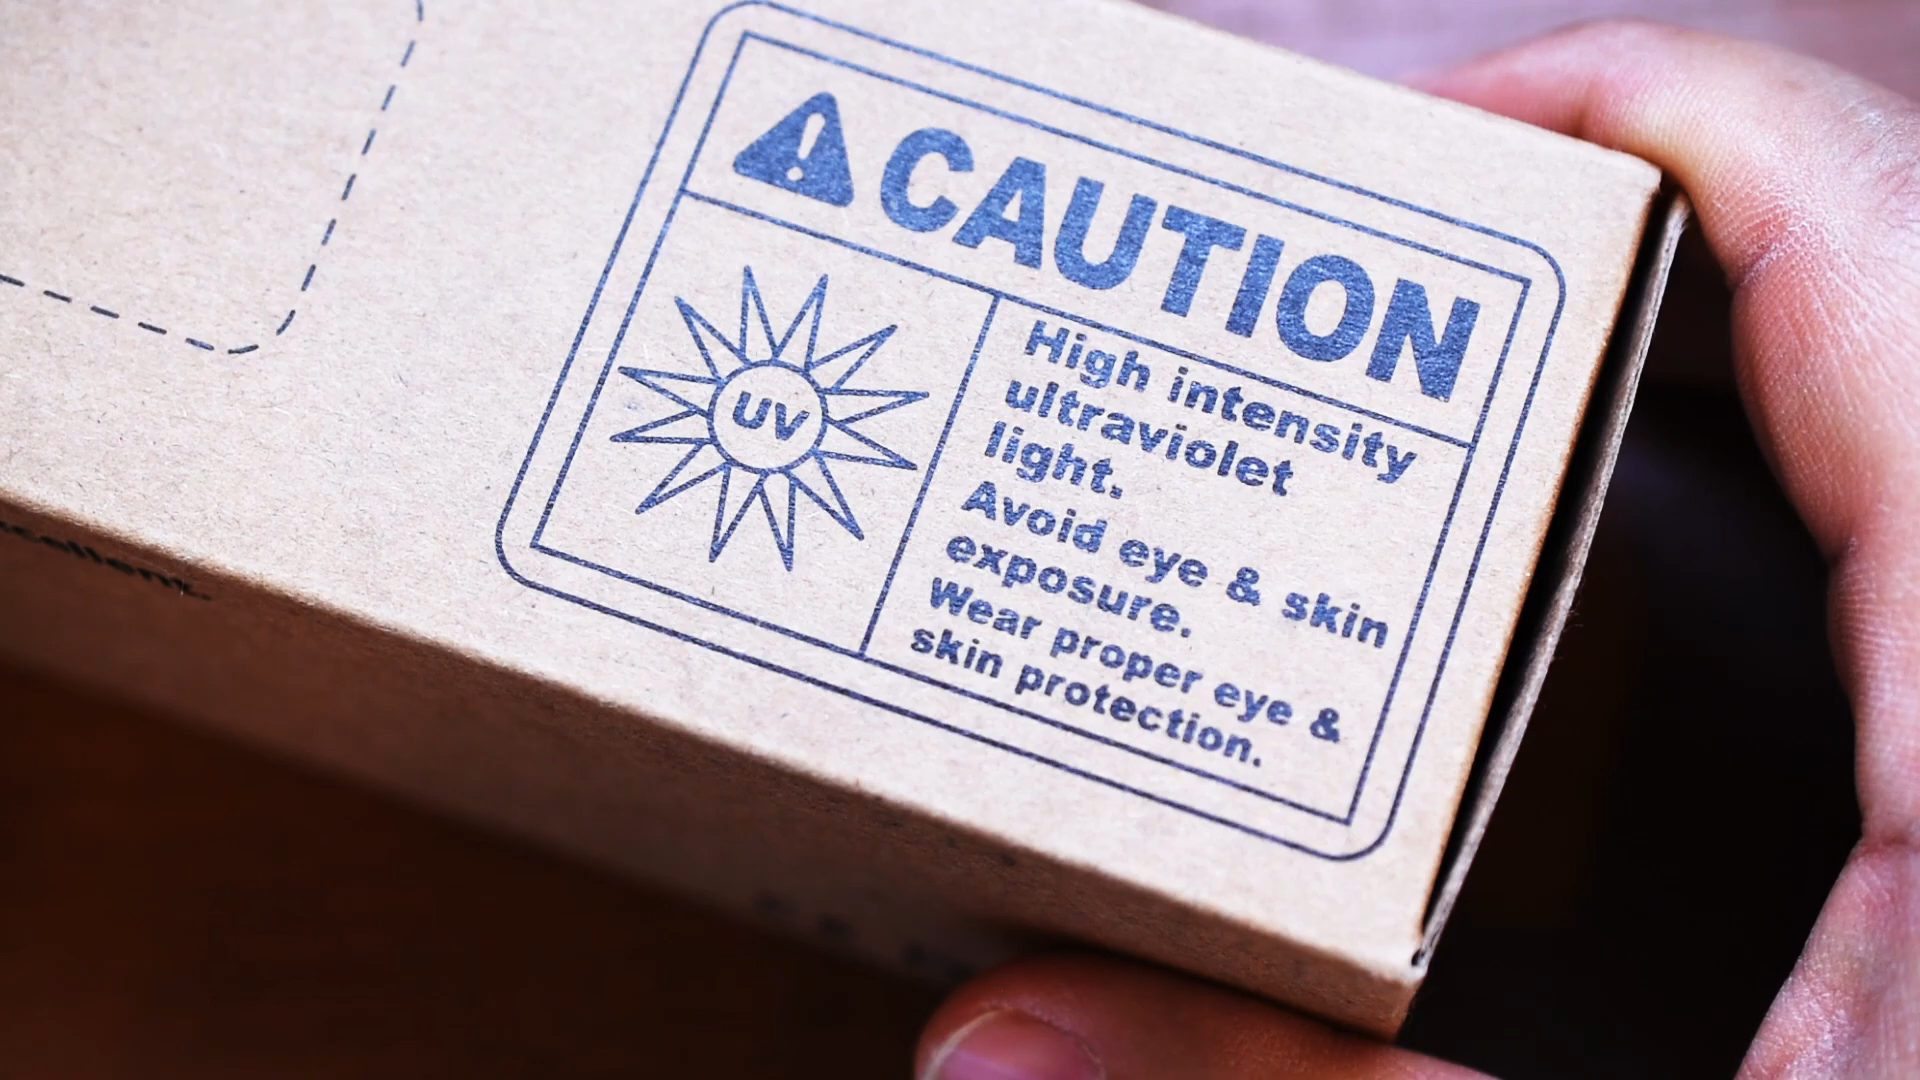 CAUTION
UV
High intensity
ultraviolet
light.
Avoid eye & skin
exposure.
Wear proper eye &
skin protection.